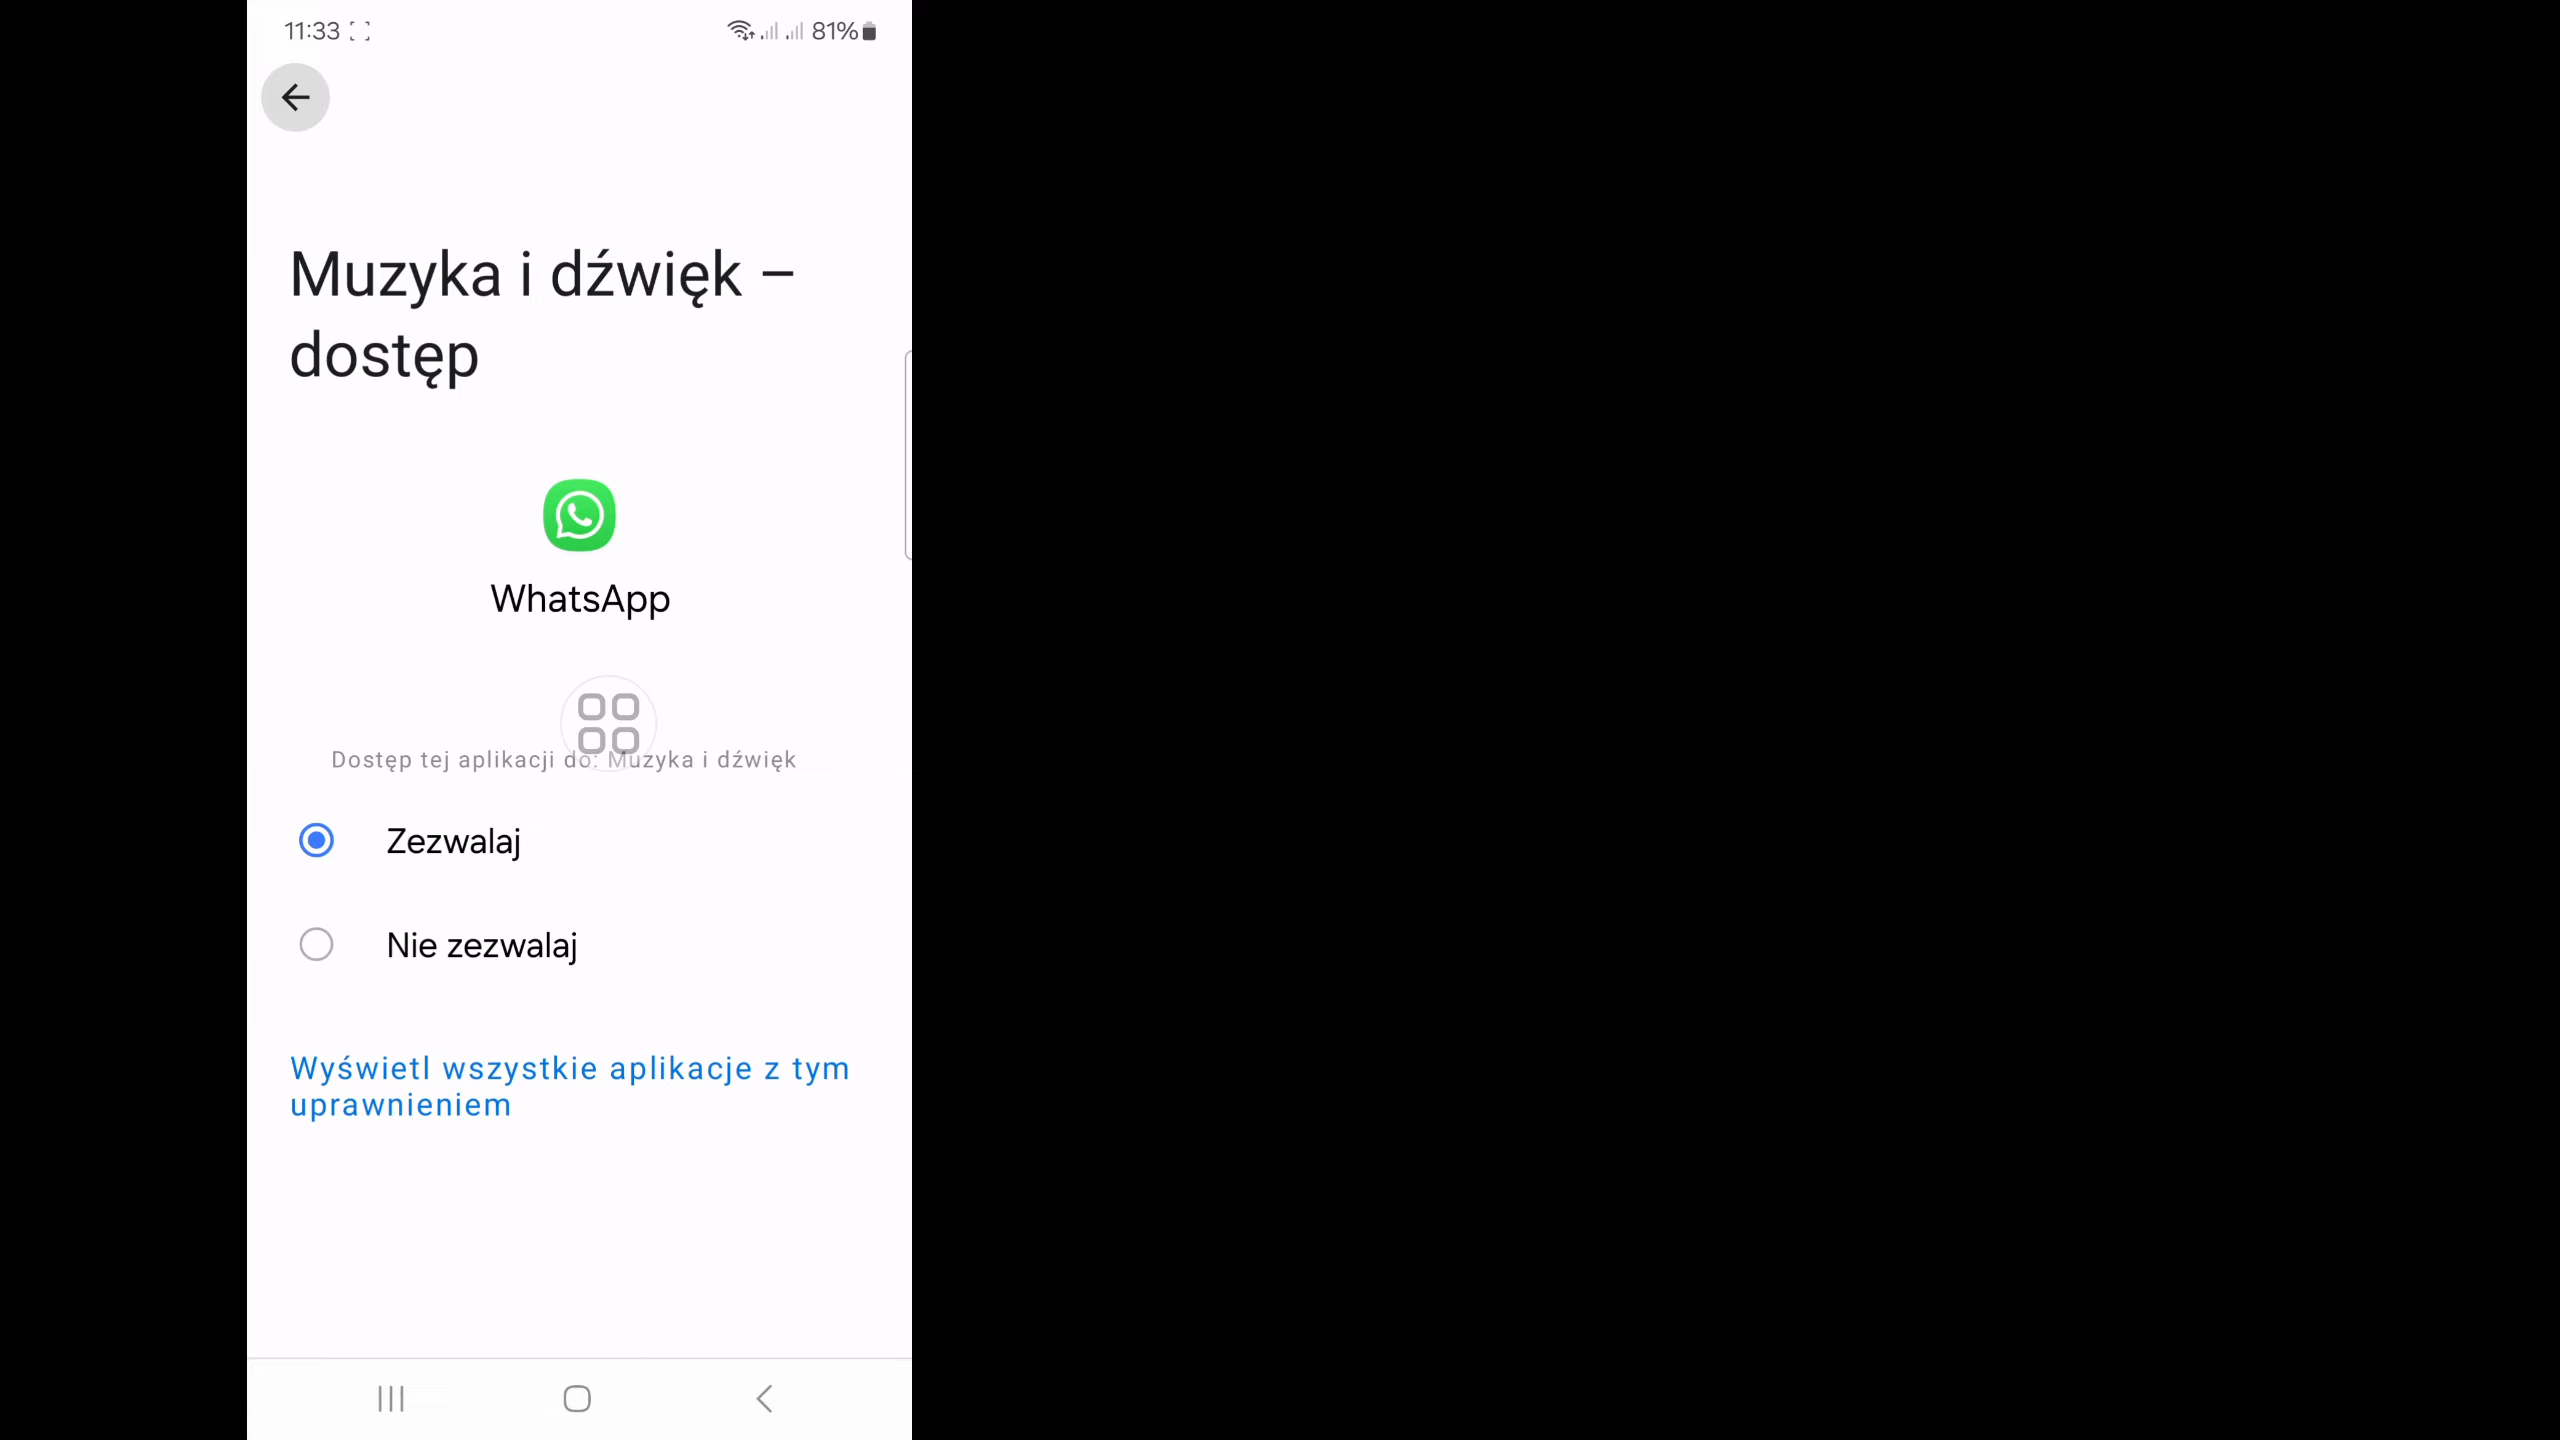 11:33
81%
Muzyka i dźwięk –
dostęp
WhatsApp
Dostęp tej aplikacji do: Muzyka i dźwięk
Zezwalaj
Nie zezwalaj
Wyświetl wszystkie aplikacje z tym
uprawnieniem